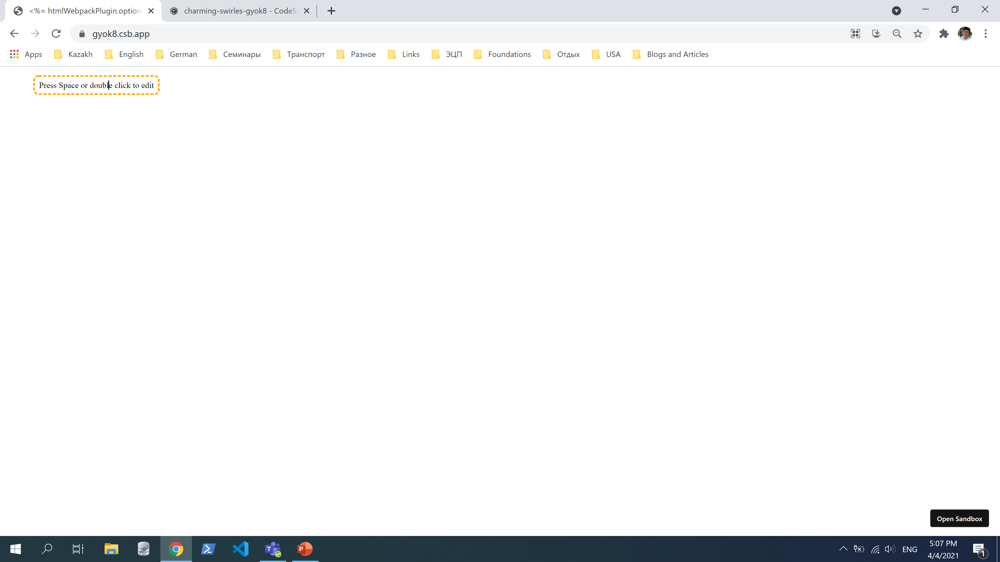 <%= htmlWebpackPlugin.option
charming-swirles-gyok8 - CodeSa
gyok8.csb.app
Apps
Kazakh
English
German
Семинары
Транспорт
Разное
Links
ЭЦП
Foundations
Отдых
USA
Blogs and Articles
Press Space or double click to edit
Open Sandbox
T
P
ENG
5:07 PM
4/4/2021
1